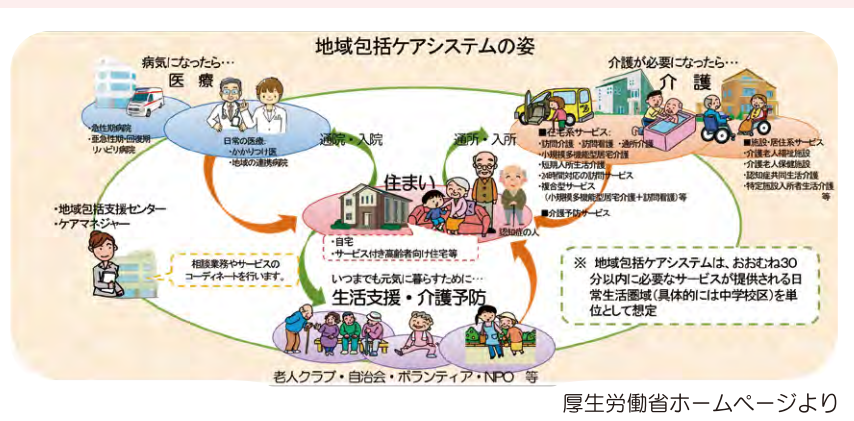 地域包括ケアシステムの姿
病気になったら…
医 療
・急性期病院
・亜急性期・回復期
リハビリ病院
日常の医療:
・かかりつけ医
・地域の連携病院
通院・入院
通所・入所
介護が必要になったら…
介 護
■在宅系サービス:
・訪問介護 ・訪問看護 ・通所介護
・小規模多機能型居宅介護
・短期入所生活介護
・24時間対応の訪問サービス
・複合型サービス
(小規模多機能型居宅介護+訪問看護)等
■介護予防サービス
■施設・居住系サービス
・介護老人福祉施設
・介護老人保健施設
・認知症共同生活介護
・特定施設入所者生活介護
等
住まい
認知症の人
・自宅
・サービス付き高齢者向け住宅等
・地域包括支援センター
・ケアマネジャー
相談業務やサービスの
コーディネートを行います。
いつまでも元気に暮らすために…
生活支援・介護予防
老人クラブ・自治会・ボランティア・NPO 等
※ 地域包括ケアシステムは、おおむね30
分以内に必要なサービスが提供される日
常生活圏域(具体的には中学校区)を単
位として想定
厚生労働省ホームページより